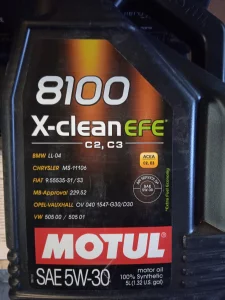 8100
X-clean EFE
C2, C3
BMW LL-04
CHRYSLER MS-11106
FIAT 9.55535-S1 / S3
MB-Approval 229.52
OPEL-VAUXHALL OV 040 1547-G30/D30
VW 505 00 / 505 01
ACEA
C2, C3
MOTUL
SAE 5W-30
motor oil
100% Synthetic
5L (1.32 U.S. gal)